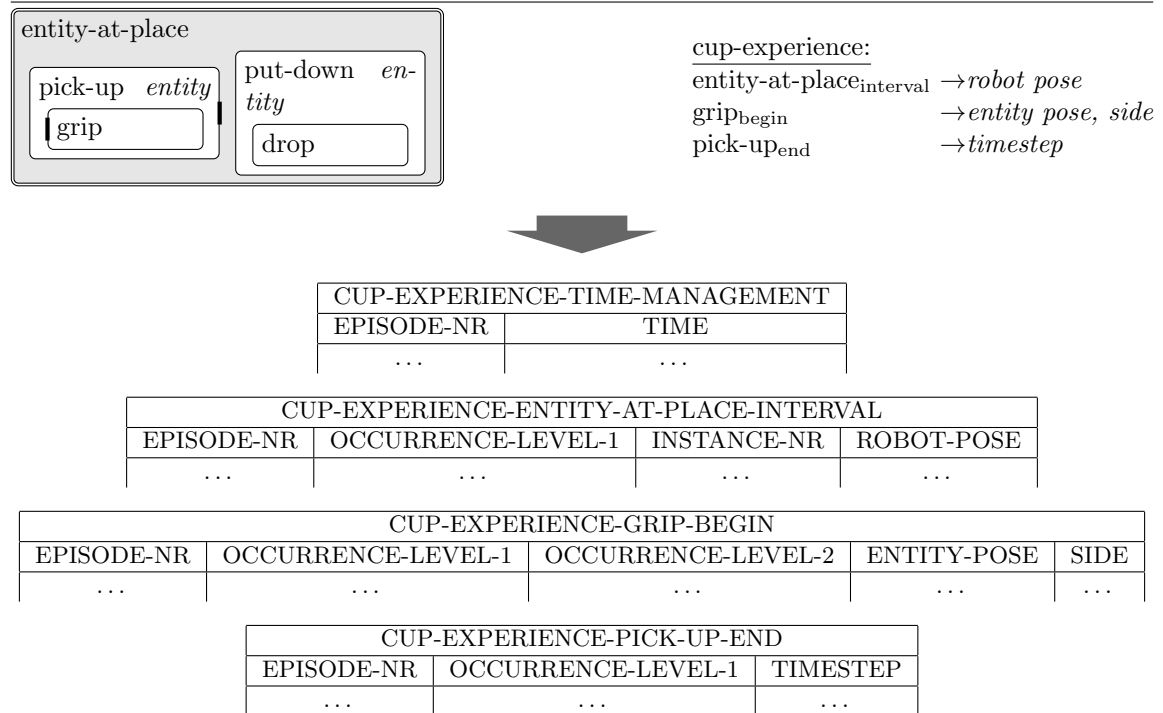 entity-at-place
pick-up entity
grip
put-down en-
tity
drop
cup-experience:
entity-at-place_interval →robot pose
grip_begin →entity pose, side
pick-up_end →timestep
CUP-EXPERIENCE-TIME-MANAGEMENT
EPISODE-NR TIME
... ...
CUP-EXPERIENCE-ENTITY-AT-PLACE-INTERVAL
EPISODE-NR OCCURRENCE-LEVEL-1 INSTANCE-NR ROBOT-POSE
... ... ... ...
CUP-EXPERIENCE-GRIP-BEGIN
EPISODE-NR OCCURRENCE-LEVEL-1 OCCURRENCE-LEVEL-2 ENTITY-POSE SIDE
... ... ... ... ...
CUP-EXPERIENCE-PICK-UP-END
EPISODE-NR OCCURRENCE-LEVEL-1 TIMESTEP
... ... ...